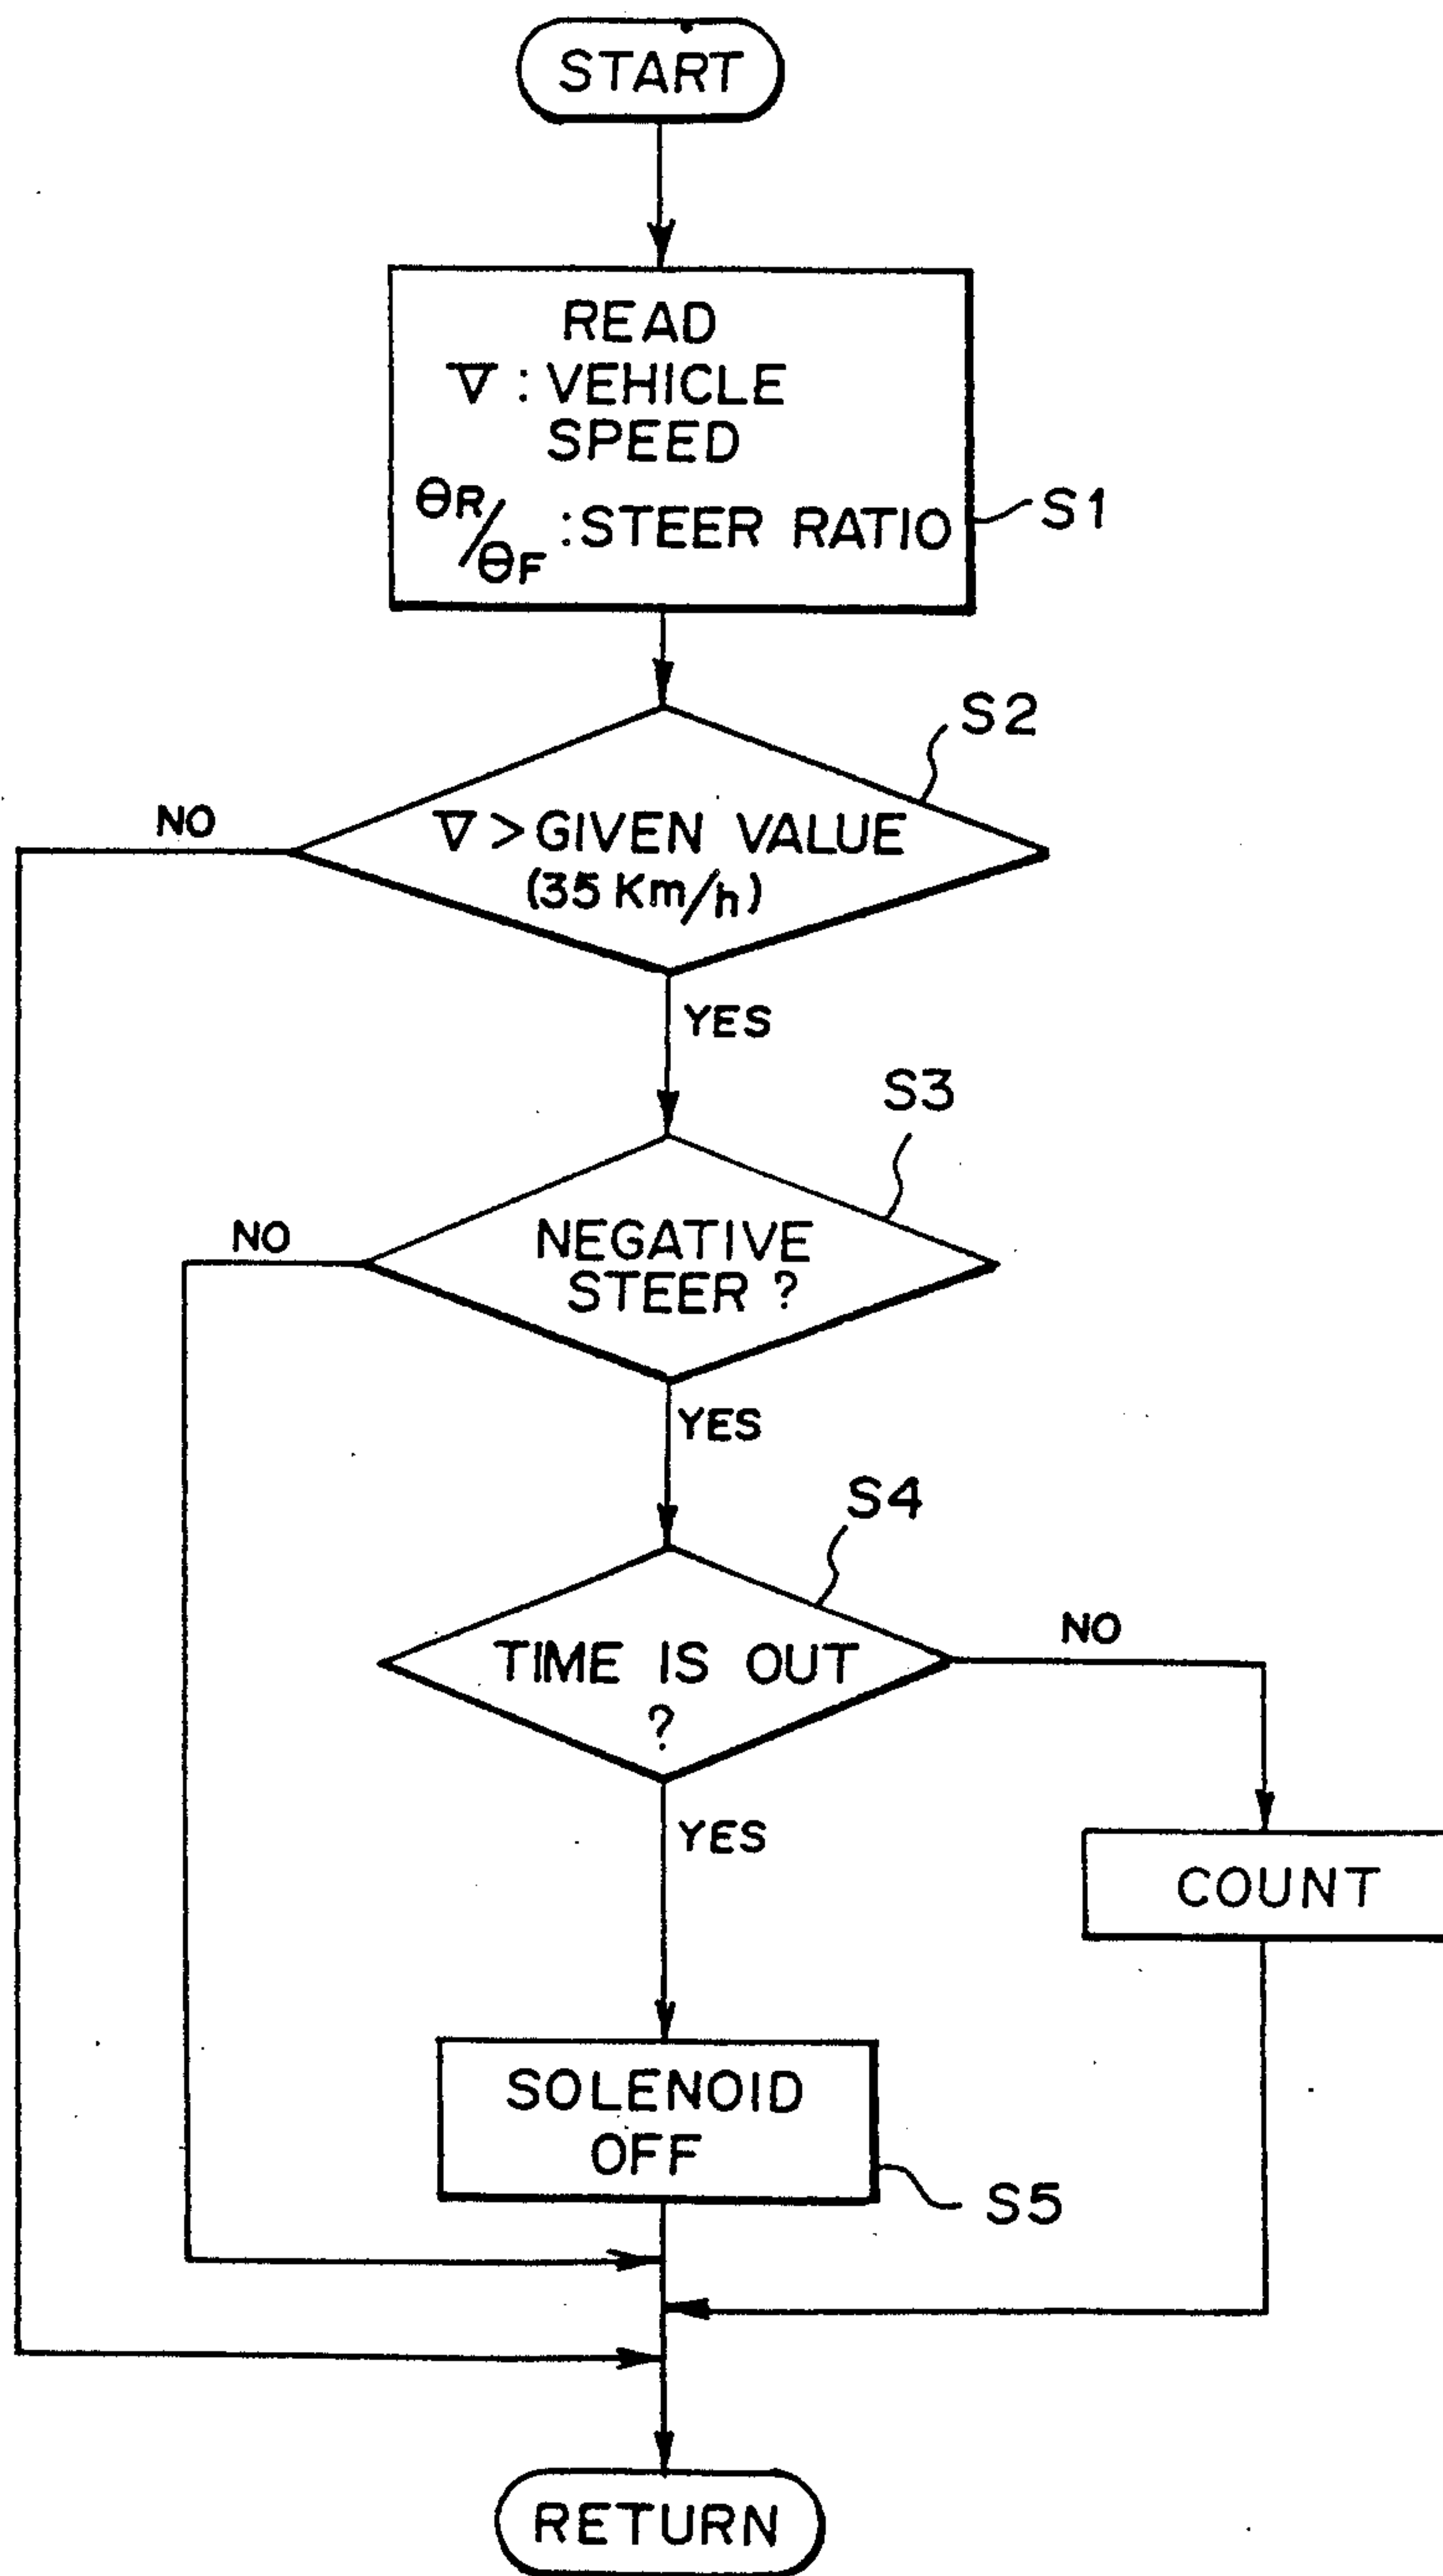 START
READ
V : VEHICLE
SPEED
θR/θF : STEER RATIO
S1
S2
NO
V > GIVEN VALUE
(35 Km/h)
YES
S3
NO
NEGATIVE
STEER ?
YES
S4
NO
TIME IS OUT
?
YES
COUNT
SOLENOID
OFF
S5
RETURN